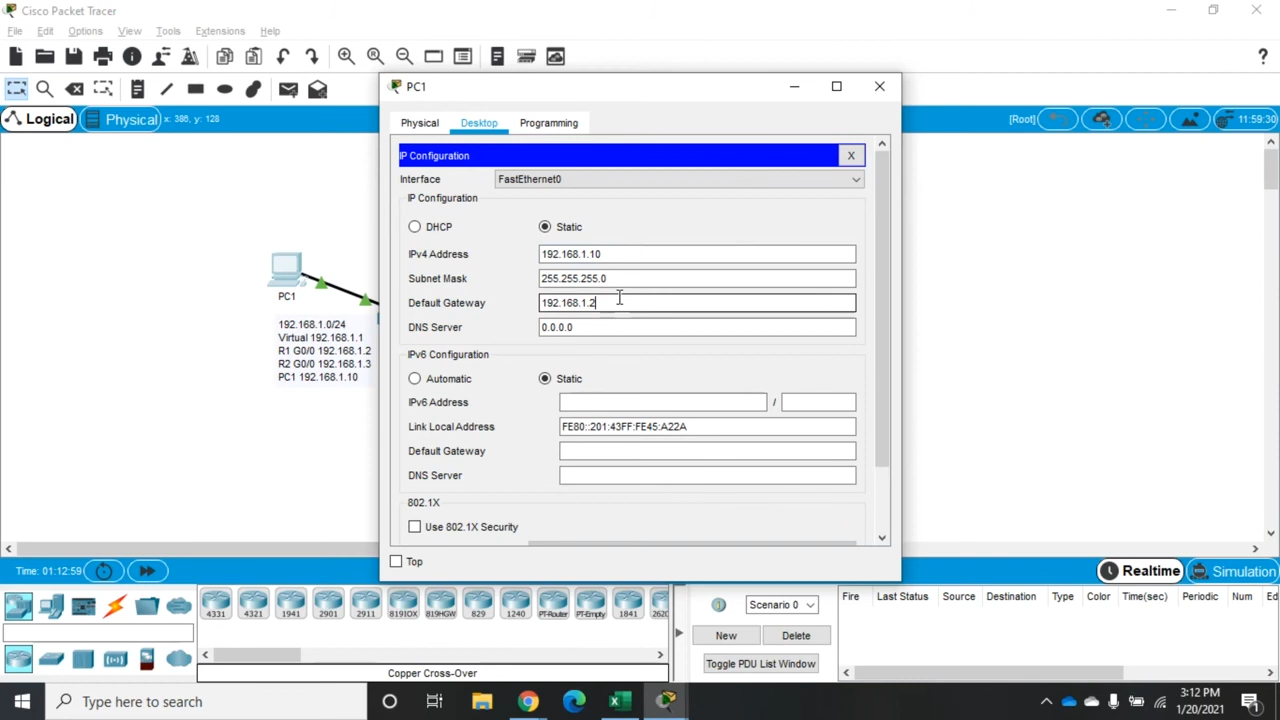 Cisco Packet Tracer
File Edit Options View Tools Extensions Help
?
Logical Physical x: 386, y: 128 [Root] 11:59:30
PC1
Physical Desktop Programming
IP Configuration X
Interface FastEthernet0
IP Configuration
DHCP Static
IPv4 Address 192.168.1.10
Subnet Mask 255.255.255.0
Default Gateway 192.168.1.2
DNS Server 0.0.0.0
IPv6 Configuration
Automatic Static
IPv6 Address /
Link Local Address FE80::201:43FF:FE45:A22A
Default Gateway
DNS Server
802.1X
Use 802.1X Security
Top
PC1
192.168.1.0/24
Virtual 192.168.1.1
R1 G0/0 192.168.1.2
R2 G0/0 192.168.1.3
PC1 192.168.1.10
Time: 01:12:59 Realtime Simulation
4331 4321 1941 2901 2911 819IOX 819HGW 829 1240 PT-Router PT-Empty 1841 2620
Copper Cross-Over
Scenario 0
New Delete
Toggle PDU List Window
Fire Last Status Source Destination Type Color Time(sec) Periodic Num Ed
Type here to search
3:12 PM
1/20/2021
1